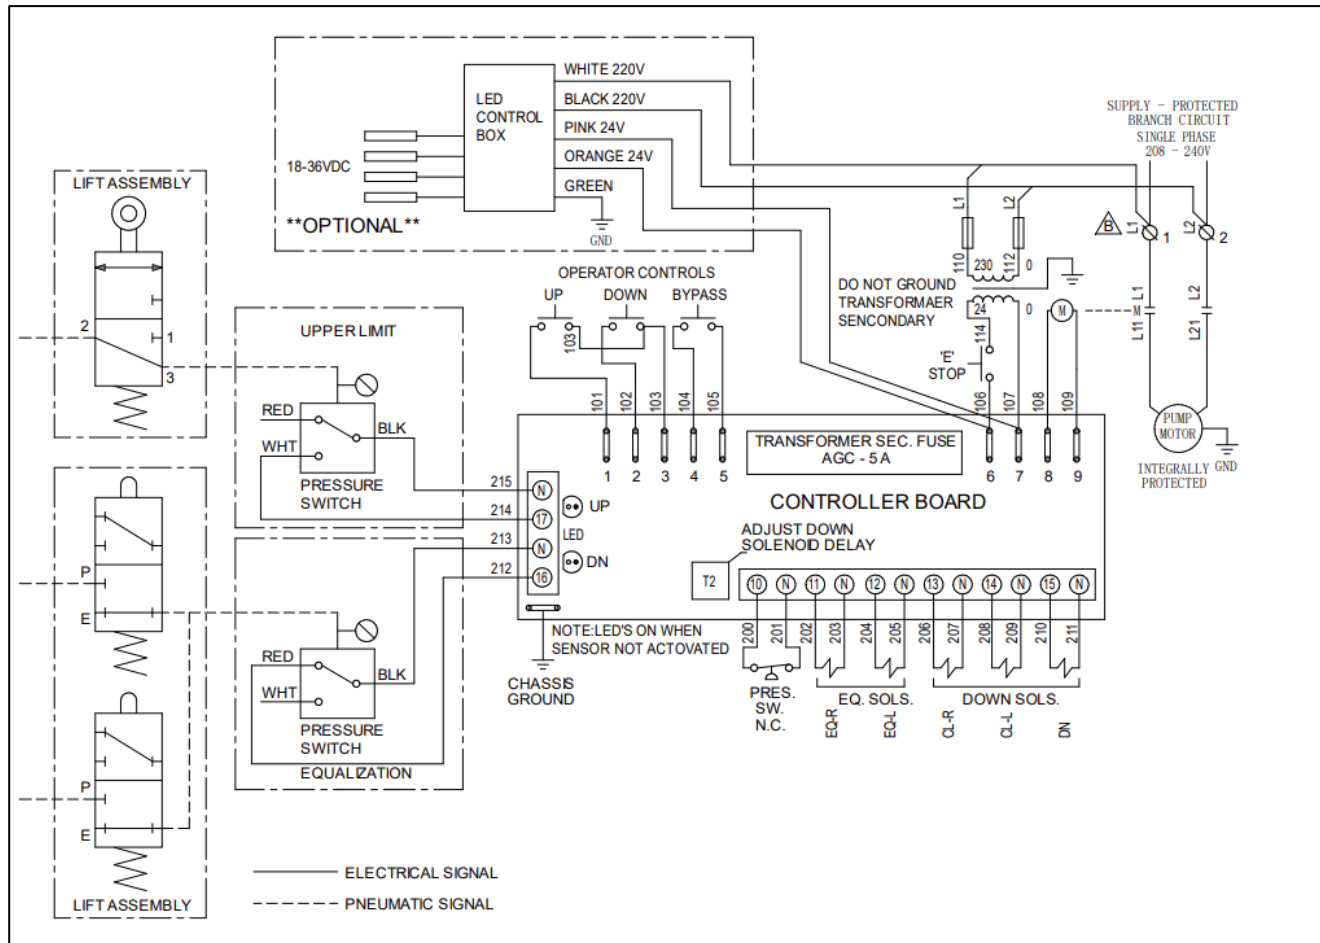 WHITE 220V
BLACK 220V
PINK 24V
ORANGE 24V
GREEN
LED
CONTROL
BOX
18-36VDC
**OPTIONAL**
GND
SUPPLY - PROTECTED
BRANCH CIRCUIT
SINGLE PHASE
208 - 240V
LIFT ASSEMBLY
2
1
3
UPPER LIMIT
RED
WHT
BLK
PRESSURE
SWITCH
OPERATOR CONTROLS
UP
DOWN
BYPASS
103
101
102
103
104
105
DO NOT GROUND
TRANSFORMAER
SENCONDARY
L1
L2
110
230
112
0
24
0
114
'E'
STOP
M
M
106
107
108
109
B
L1
1
L2
2
L1
L2
L11
L21
PUMP
MOTOR
INTEGRALLY
PROTECTED
GND
TRANSFORMER SEC. FUSE
AGC - 5 A
1
2
3
4
5
6
7
8
9
CONTROLLER BOARD
215
N
UP
214
17
LED
213
N
DN
212
16
ADJUST DOWN
SOLENOID DELAY
T2
10
N
11
N
12
N
13
N
14
N
15
N
NOTE:LED'S ON WHEN
SENSOR NOT ACTOVATED
CHASSIS
GROUND
200
201
202
203
204
205
206
207
208
209
210
211
PRES.
SW.
N.C.
EQ. SOLS.
EQ-R
EQ-L
DOWN SOLS.
CL-R
CL-L
DN
P
E
RED
WHT
BLK
PRESSURE
SWITCH
EQUALIZATION
P
E
LIFT ASSEMBLY
ELECTRICAL SIGNAL
PNEUMATIC SIGNAL